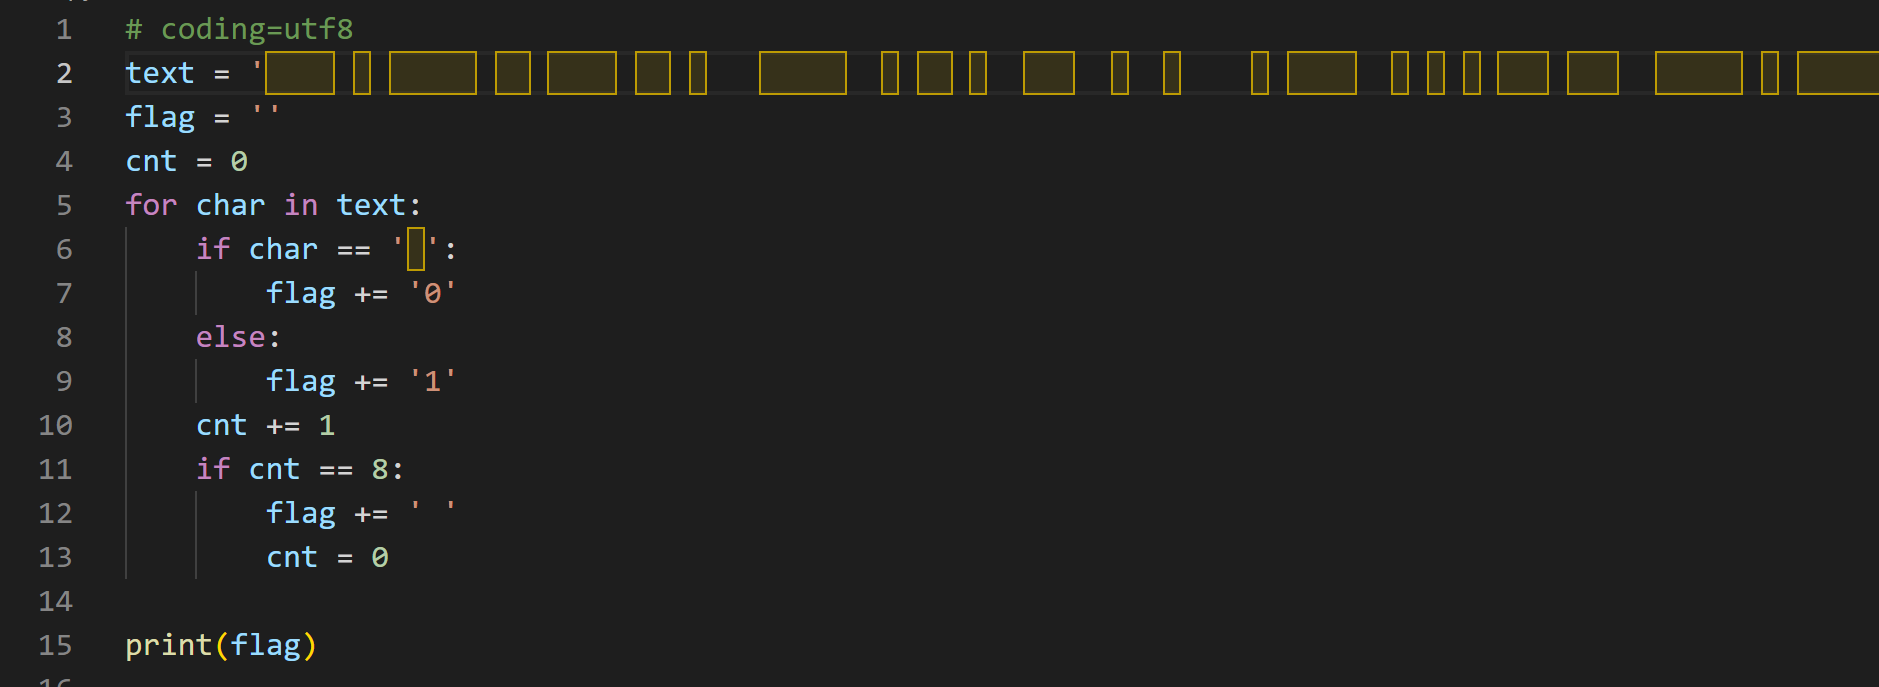 1 # coding=utf8
2 text = '
3 flag = ''
4 cnt = 0
5 for char in text:
6 if char == ' ':
7 flag += '0'
8 else:
9 flag += '1'
10 cnt += 1
11 if cnt == 8:
12 flag += ' '
13 cnt = 0
14
15 print(flag)
16